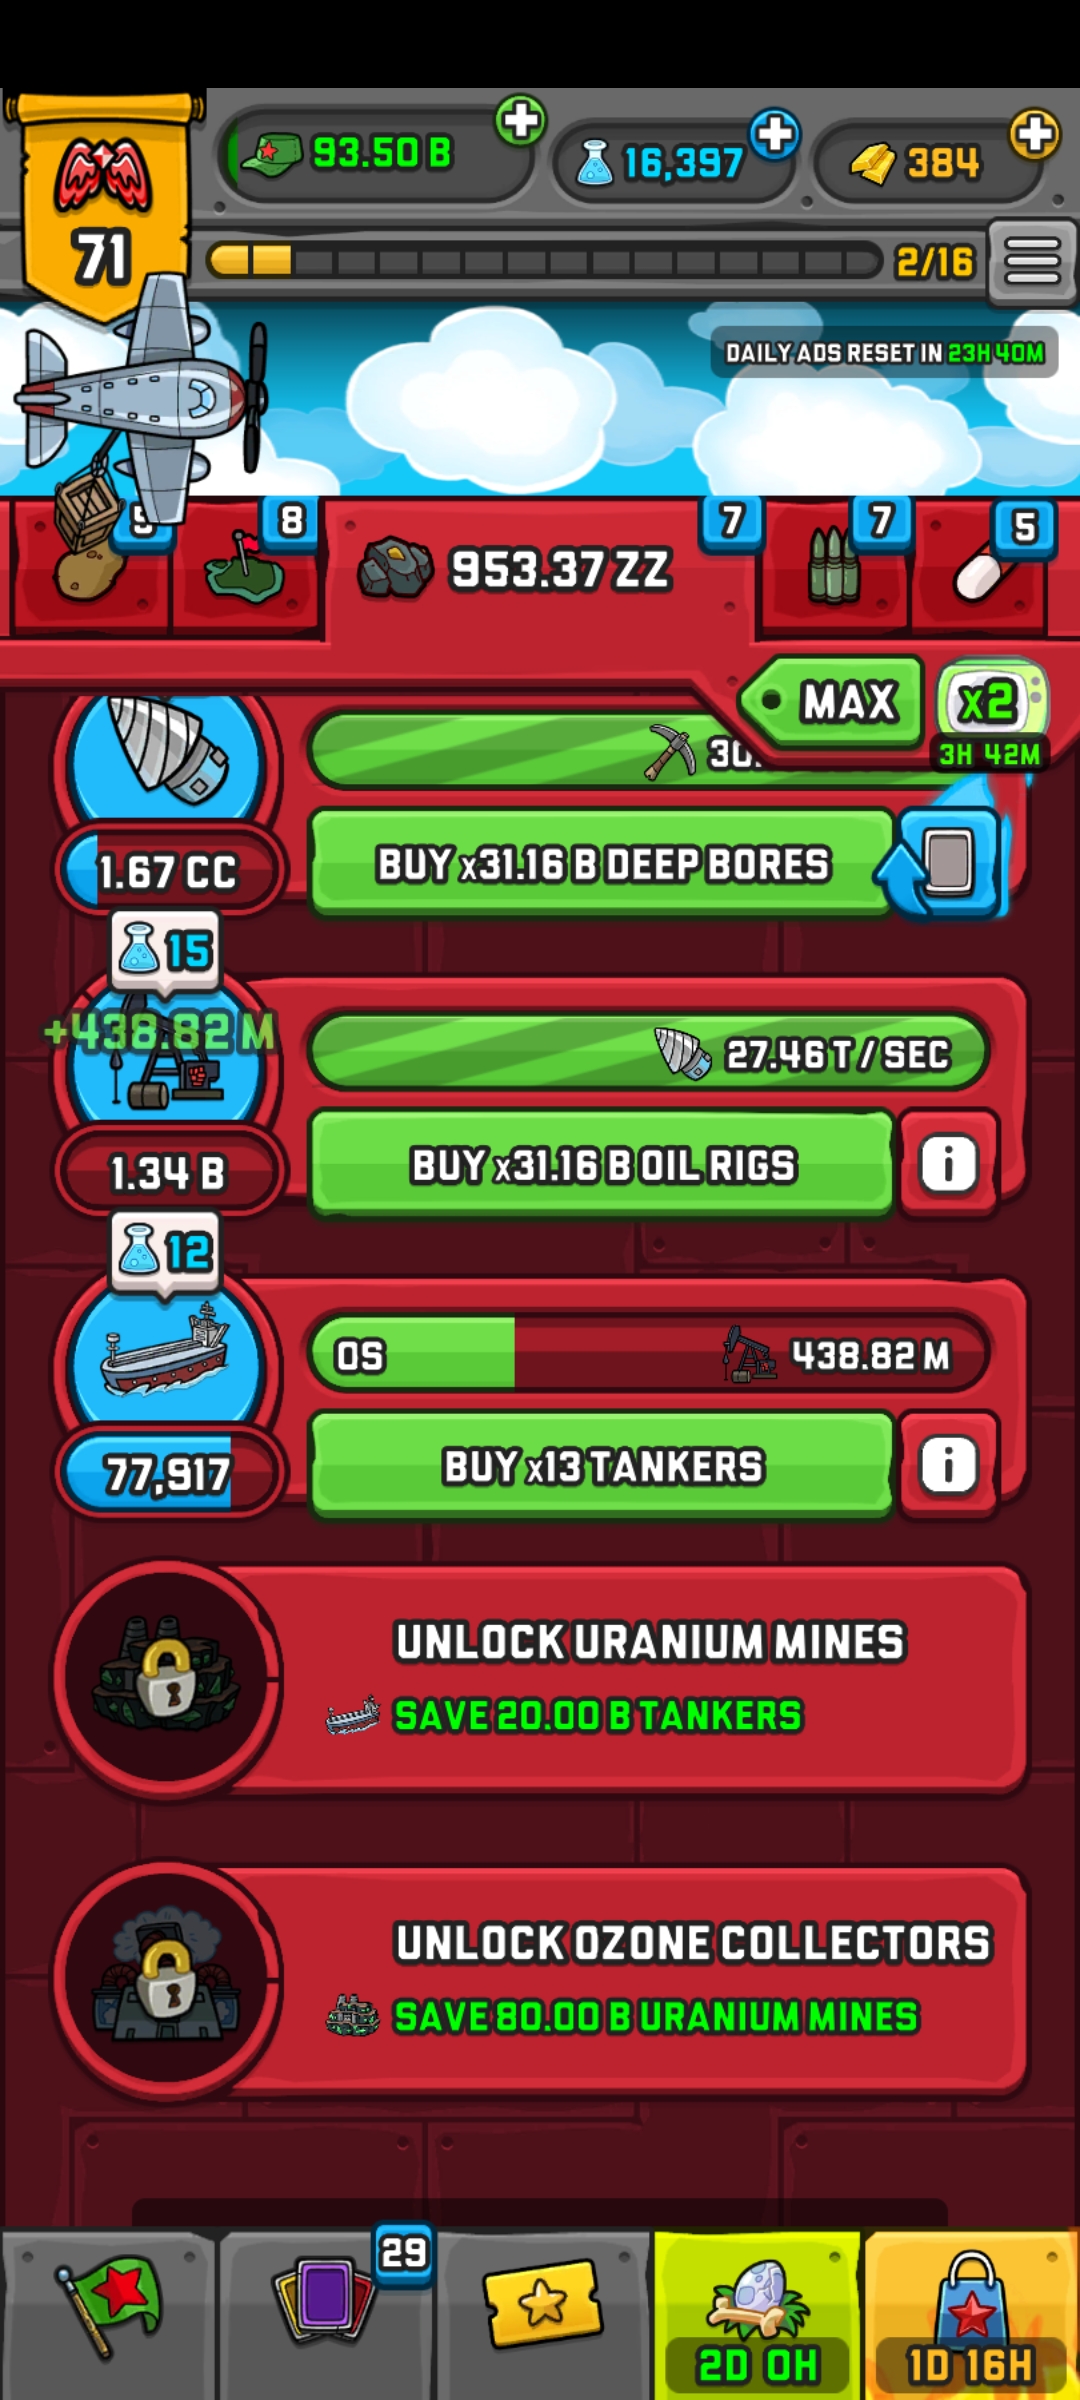 93.50 B
16,397
384
71
2/16
DAILY ADS RESET IN 23H 40M
8
953.37 ZZ
7
7
5
MAX
x2
3H 42M
30.
1.67 CC
BUY x31.16 B DEEP BORES
15
+438.82 M
27.46 T / SEC
1.34 B
BUY x31.16 B OIL RIGS
i
12
0S
438.82 M
77,917
BUY x13 TANKERS
i
UNLOCK URANIUM MINES
SAVE 20.00 B TANKERS
UNLOCK OZONE COLLECTORS
SAVE 80.00 B URANIUM MINES
29
2D 0H
1D 16H